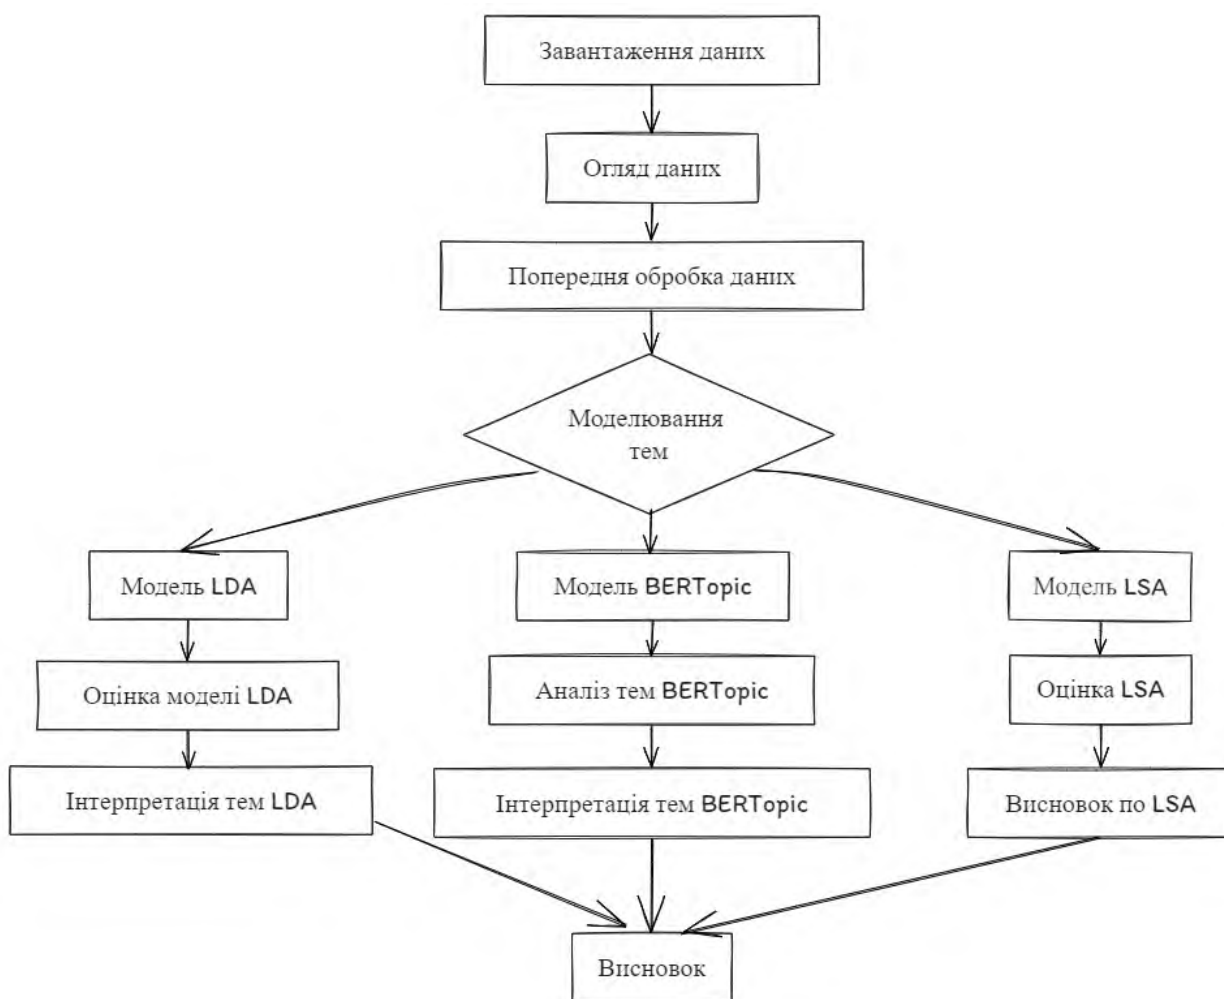 Завантаження даних
Огляд даних
Попередня обробка даних
Моделювання
тем
Модель LDA
Модель BERTopic
Модель LSA
Оцінка моделі LDA
Аналіз тем BERTopic
Оцінка LSA
Інтерпретація тем LDA
Інтерпретація тем BERTopic
Висновок по LSA
Висновок